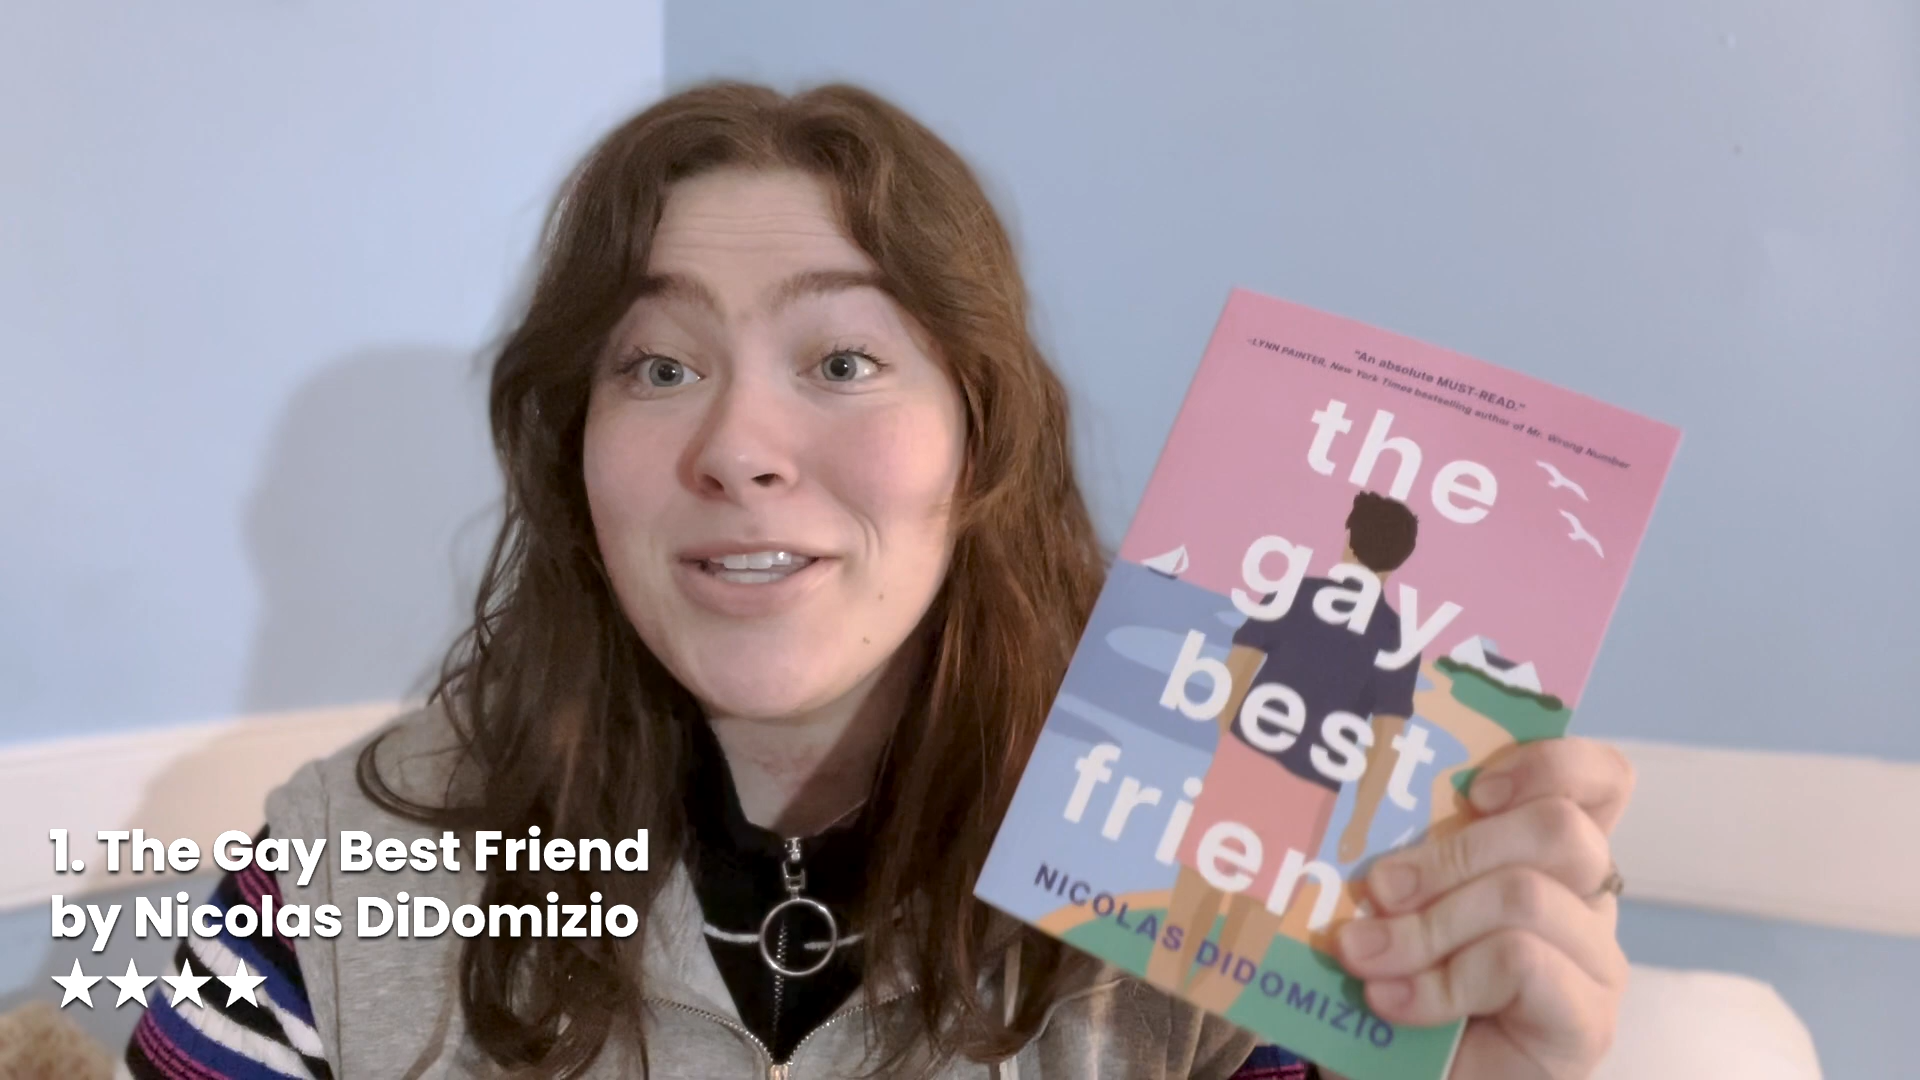 "An absolute MUST-READ."
-LYNN PAINTER, New York Times bestselling author of Mr. Wrong Number
the
gay
best
frien
NICOLAS DIDOMIZIO
1. The Gay Best Friend
by Nicolas DiDomizio
★★★★